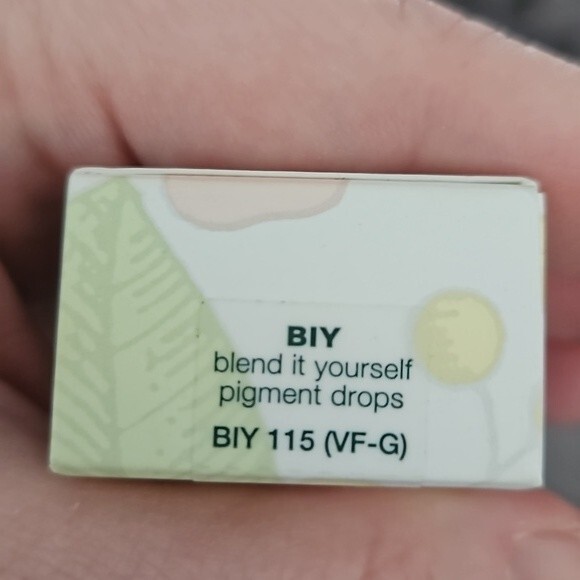 BIY
blend it yourself
pigment drops
BIY 115 (VF-G)